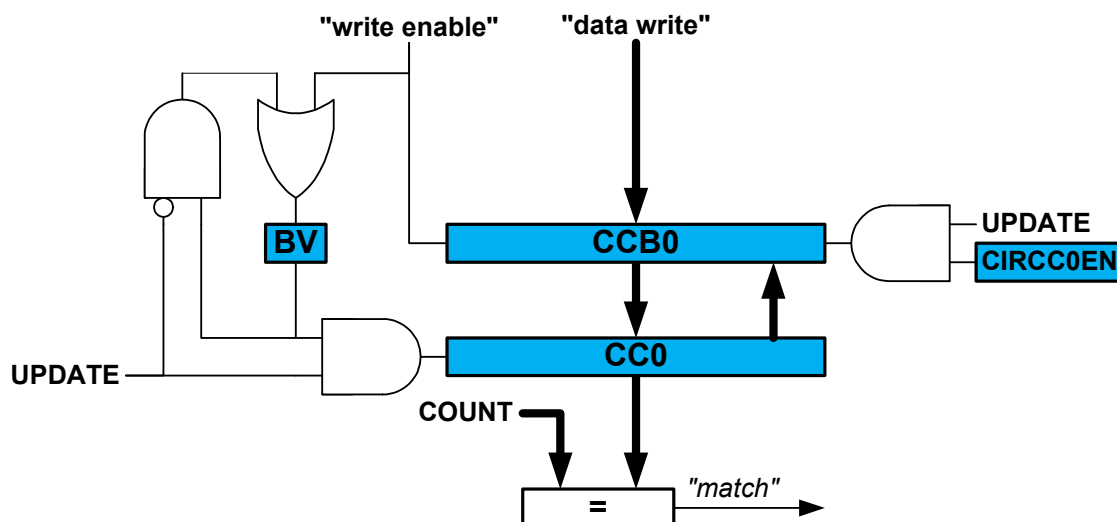 "write enable"
"data write"
BV
CCB0
UPDATE
CIRCC0EN
CC0
UPDATE
COUNT
=
"match"